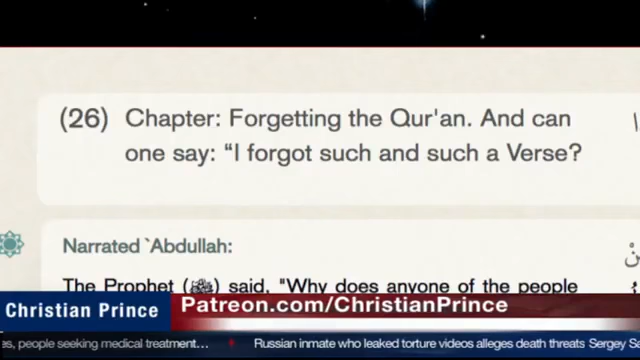 (26) Chapter: Forgetting the Qur'an. And can
one say: "I forgot such and such a Verse?
Narrated `Abdullah:
The Prophet (ﷺ) said, "Why does anyone of the people
Christian Prince
Patreon.com/ChristianPrince
es, people seeking medical treatment... Russian inmate who leaked torture videos alleges death threats Sergey